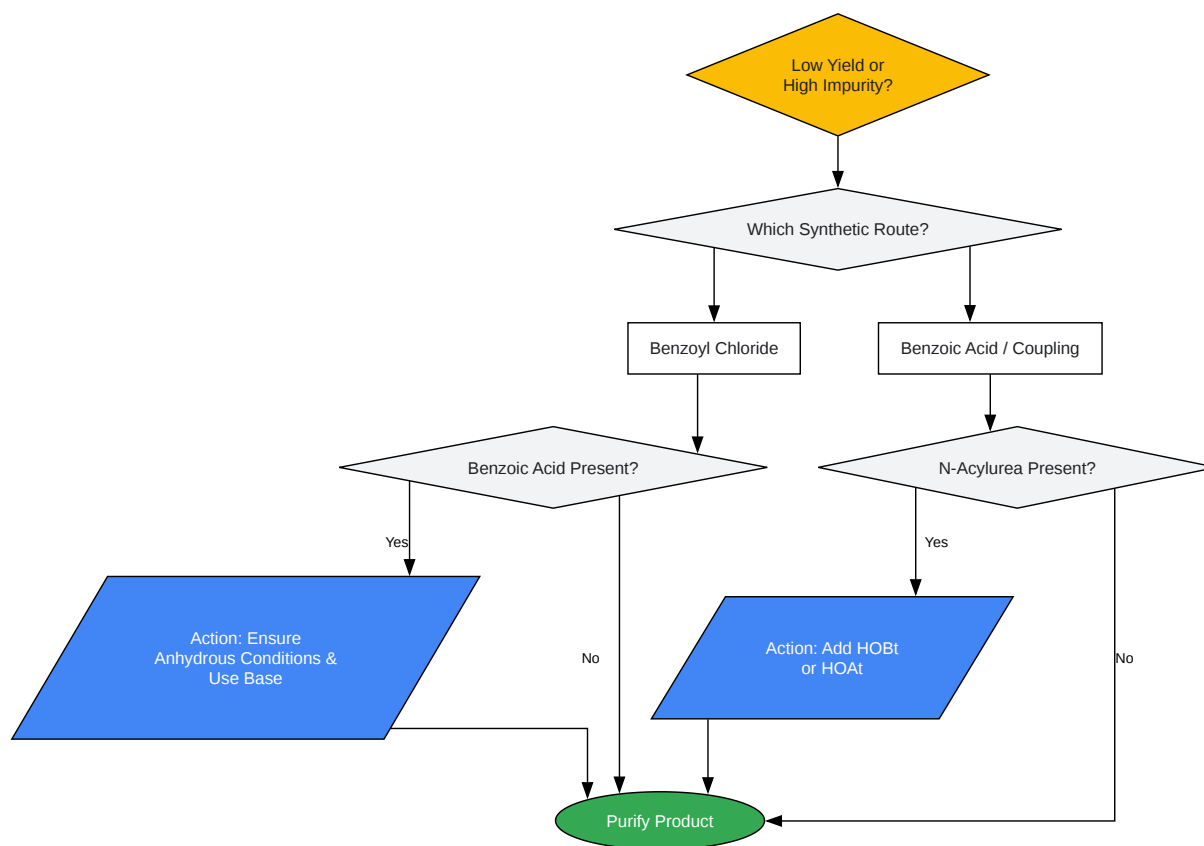 Low Yield or
High Impurity?
Which Synthetic Route?
Benzoyl Chloride
Benzoic Acid / Coupling
Benzoic Acid Present?
N-Acylurea Present?
Yes
Yes
Action: Ensure
Anhydrous Conditions &
Use Base
No
Action: Add HOBt
or HOAt
No
Purify Product